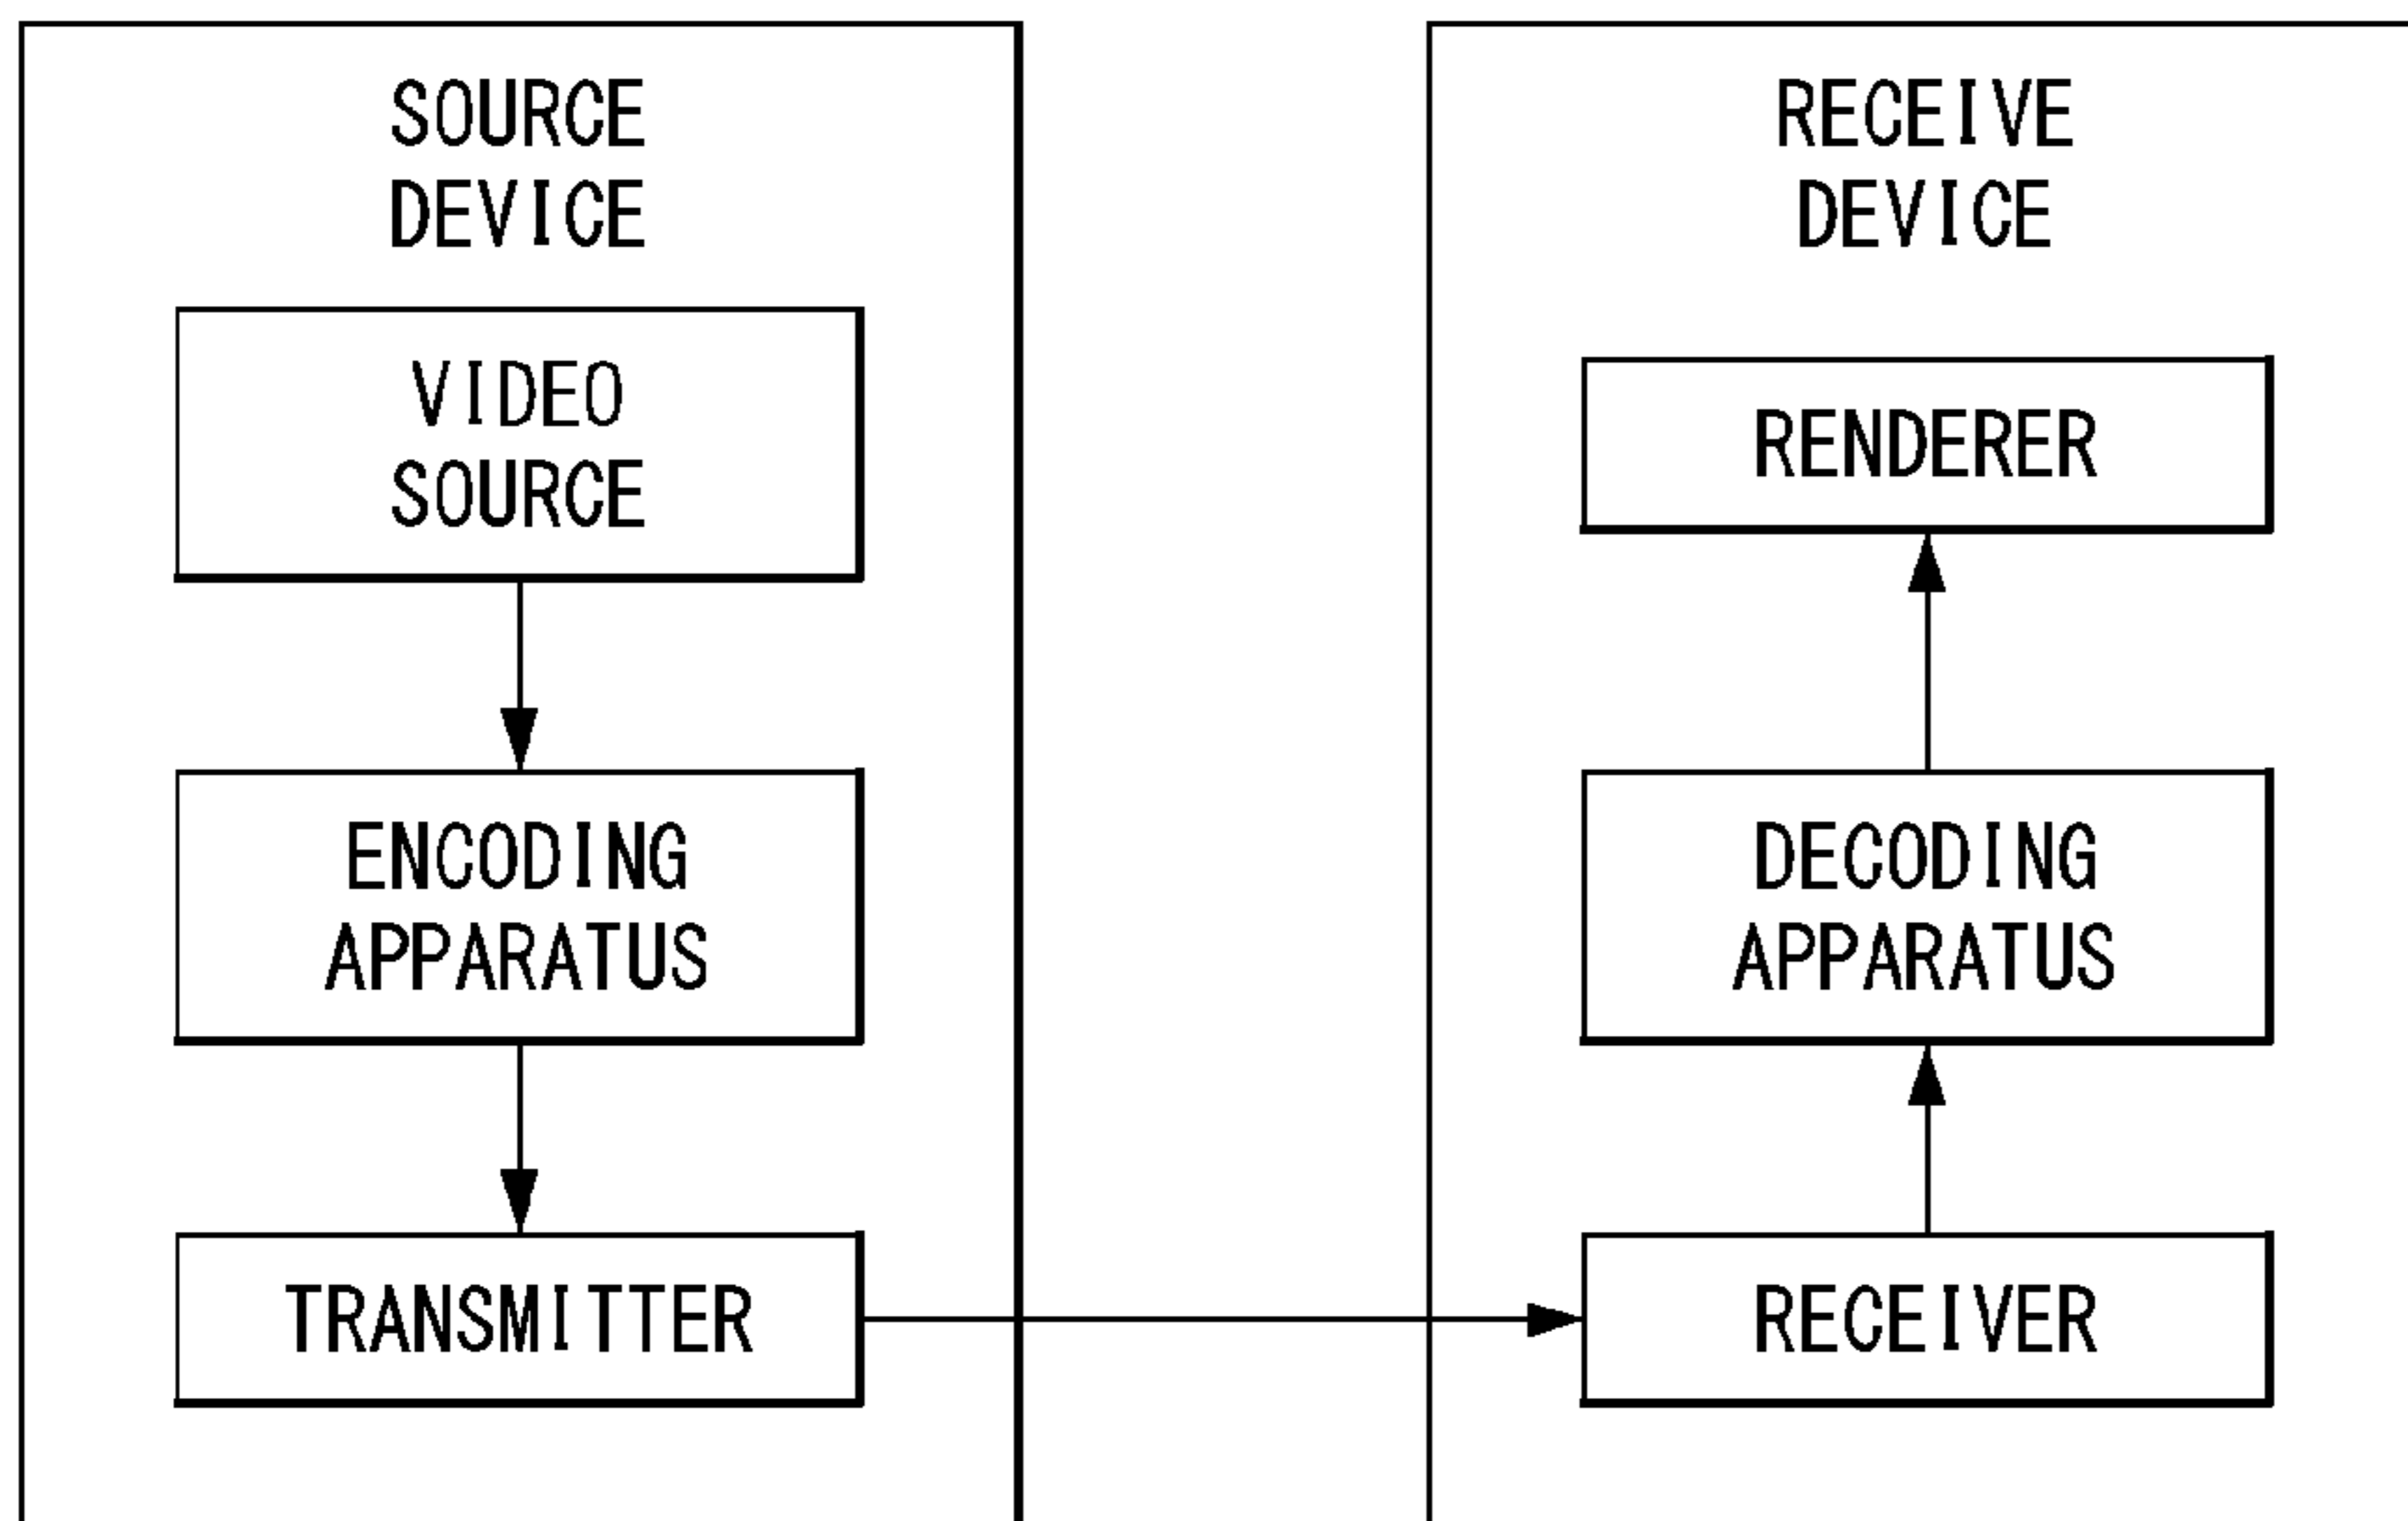 SOURCE
DEVICE
VIDEO
SOURCE
ENCODING
APPARATUS
TRANSMITTER
RECEIVE
DEVICE
RENDERER
DECODING
APPARATUS
RECEIVER